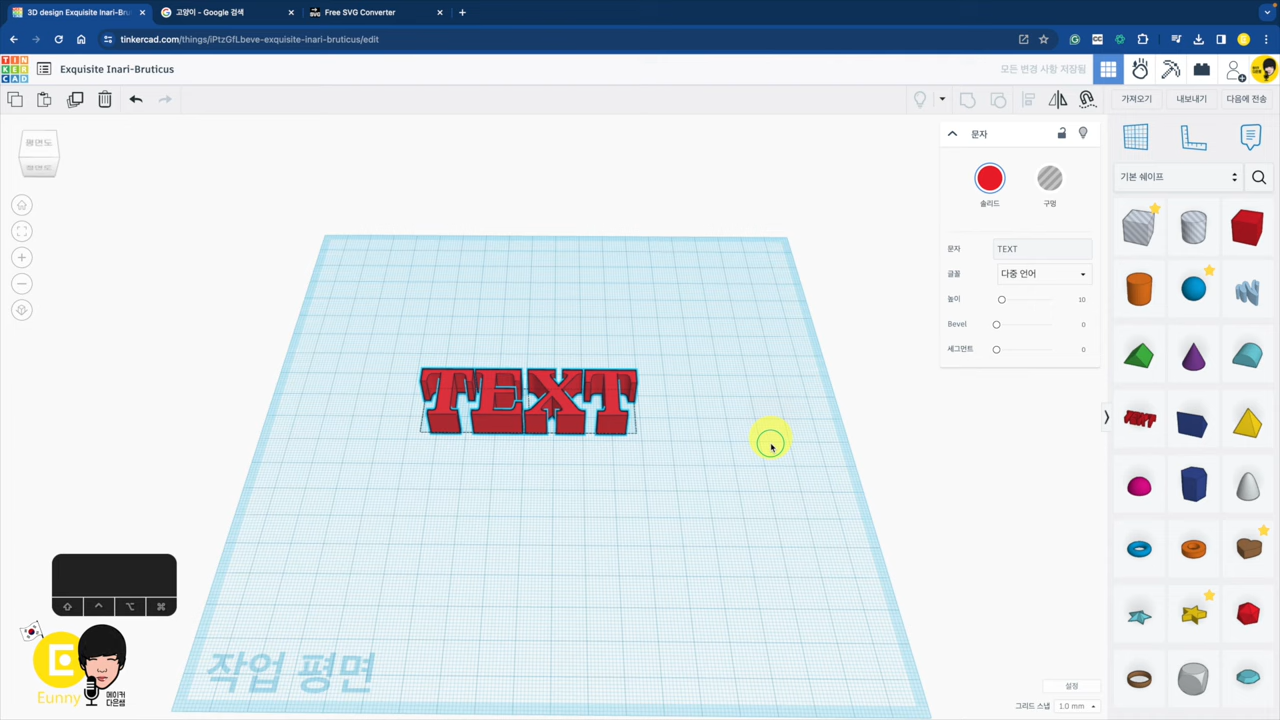 3D design Exquisite Inari-Bru
고양이 - Google 검색
SVG
Free SVG Converter
tinkercad.com/things/iPtzGfLbeve-exquisite-inari-bruticus/edit
TIN
KER
CAD
Exquisite Inari-Bruticus
모든 변경 사항 저장됨
가져오기
내보내기
다음에 전송
평면도
문자
솔리드
구멍
문자
TEXT
글꼴
다중 언어
높이
10
Bevel
0
세그먼트
0
기본 쉐이프
TEXT
TEXT
작업 평면
Eunny
메이커
다은쌤
설정
그리드 스냅
1.0 mm